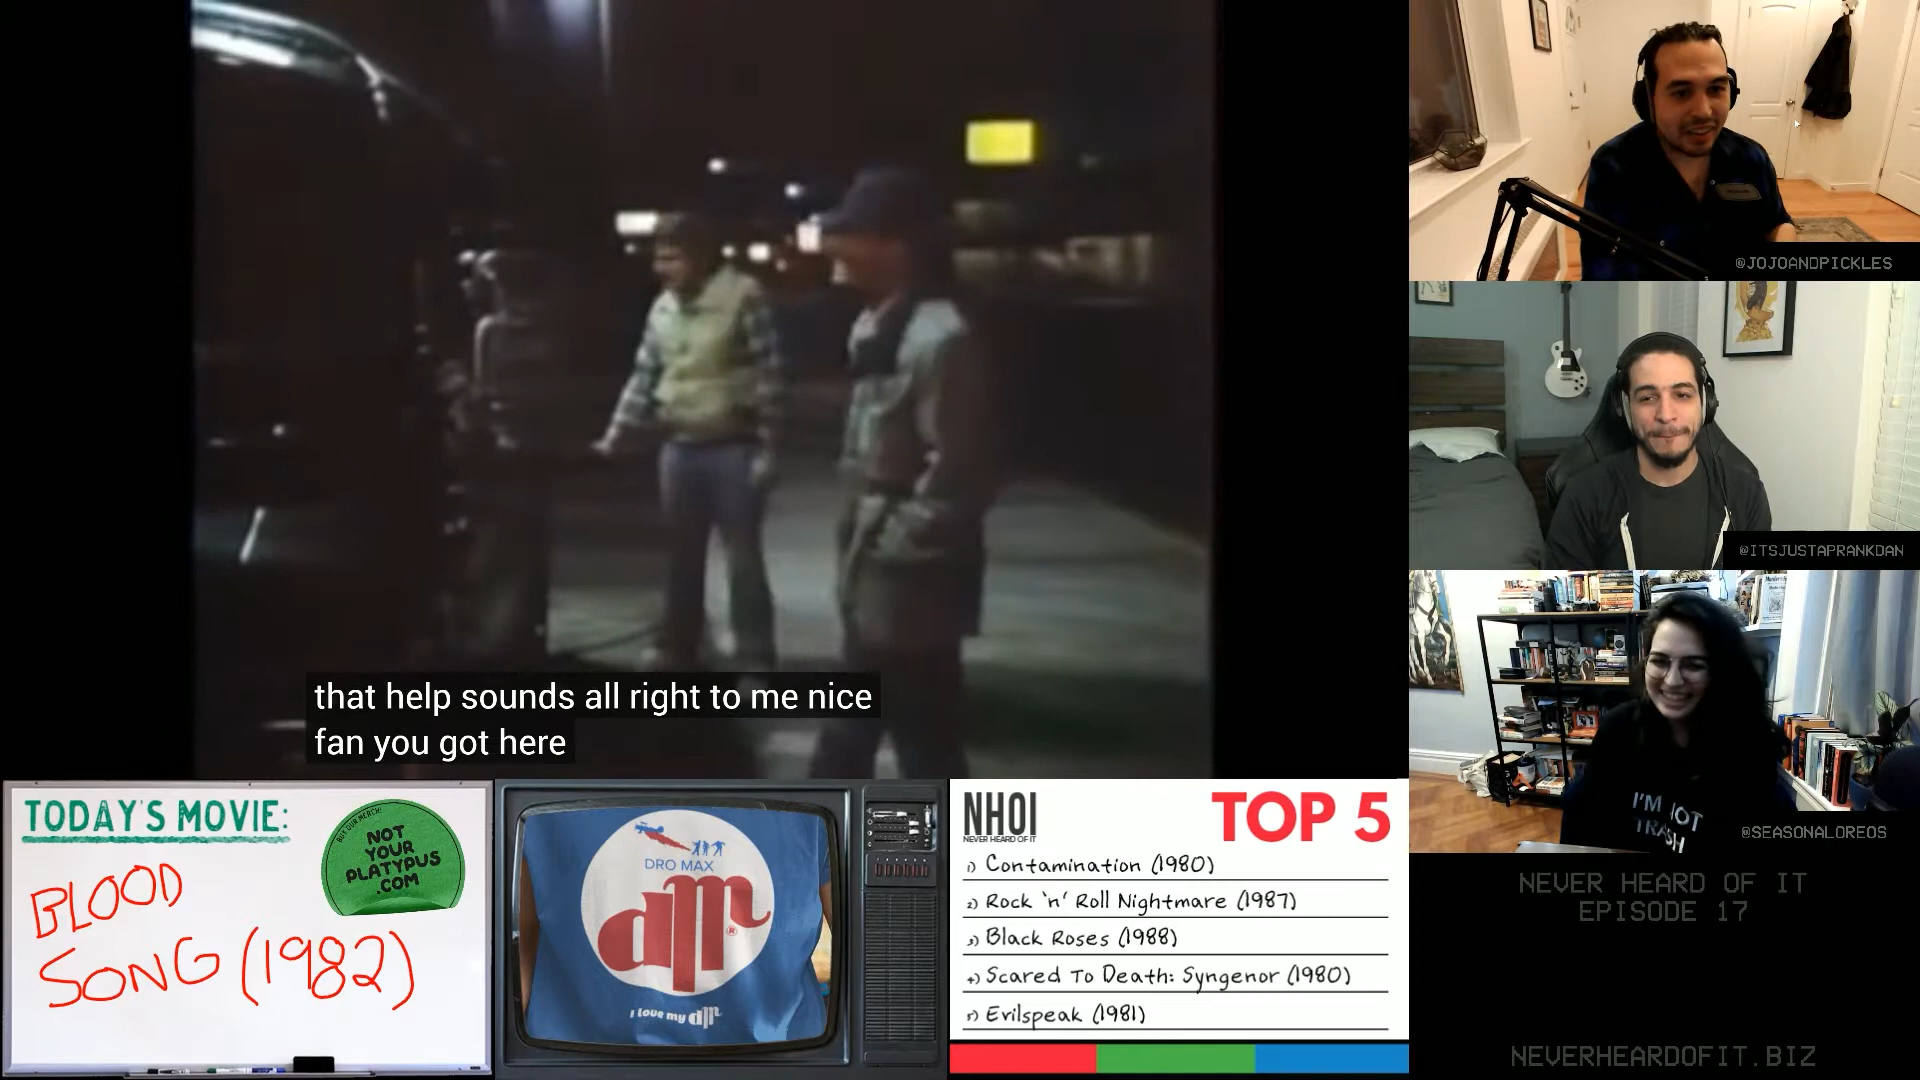 that help sounds all right to me nice
fan you got here
@JOJOANDPICKLES
@ITSJUSTAPRANKDAN
I'M NOT
TRASH
@SEASONALOREOS
NEVER HEARD OF IT
EPISODE 17
NEVERHEARDOFIT.BIZ
TODAY'S MOVIE:
BUY OUR MERCH!
NOT
YOUR
PLATYPUS
.COM
BLOOD
SONG (1982)
DRO MAX
dm®
I love my dm
NHOI
NEVER HEARD OF IT
TOP 5
1) Contamination (1980)
2) Rock 'n' Roll Nightmare (1987)
3) Black Roses (1988)
4) Scared To Death: Syngenor (1980)
5) Evilspeak (1981)